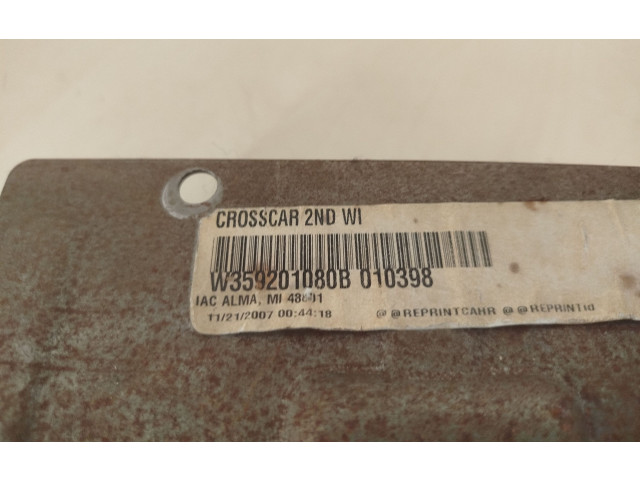 CROSSCAR 2ND WI
W359201080B 010398
IAC ALMA, MI 48801
11/21/2007 00:44:18 @ @REPRINTCAHR @ @REPRINTid